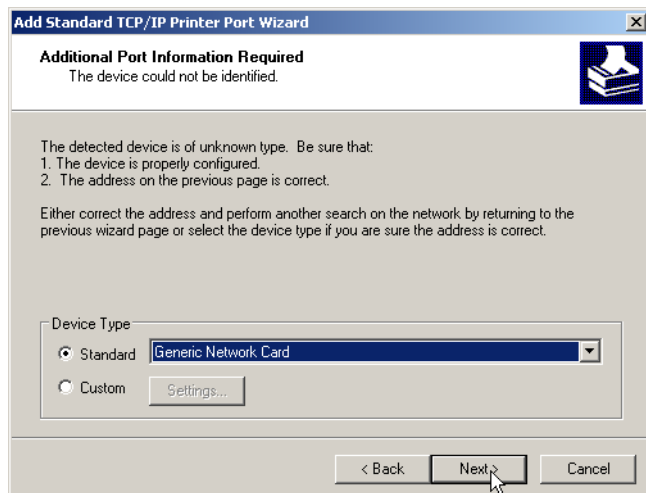 Add Standard TCP/IP Printer Port Wizard
Additional Port Information Required
The device could not be identified.
The detected device is of unknown type.  Be sure that:
1. The device is properly configured.
2.  The address on the previous page is correct.
Either correct the address and perform another search on the network by returning to the
previous wizard page or select the device type if you are sure the address is correct.
Device Type
Standard
Generic Network Card
Custom
Settings...
< Back
Next >
Cancel